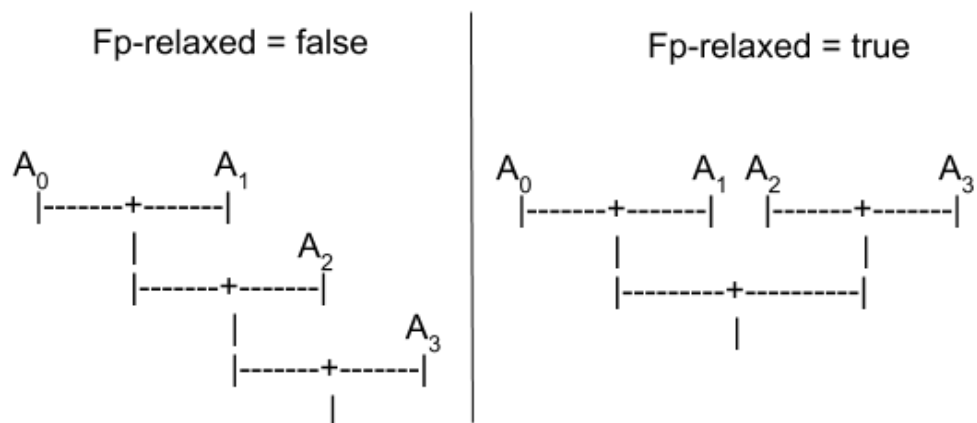 Fp-relaxed = false
A₀ A₁
|-------+-------|
|
A₂
|-------+-------|
|
A₃
|-------+-------|
|
Fp-relaxed = true
A₀ A₁ A₂ A₃
|-------+-------| |-------+-------|
| |
|---------+----------|
|